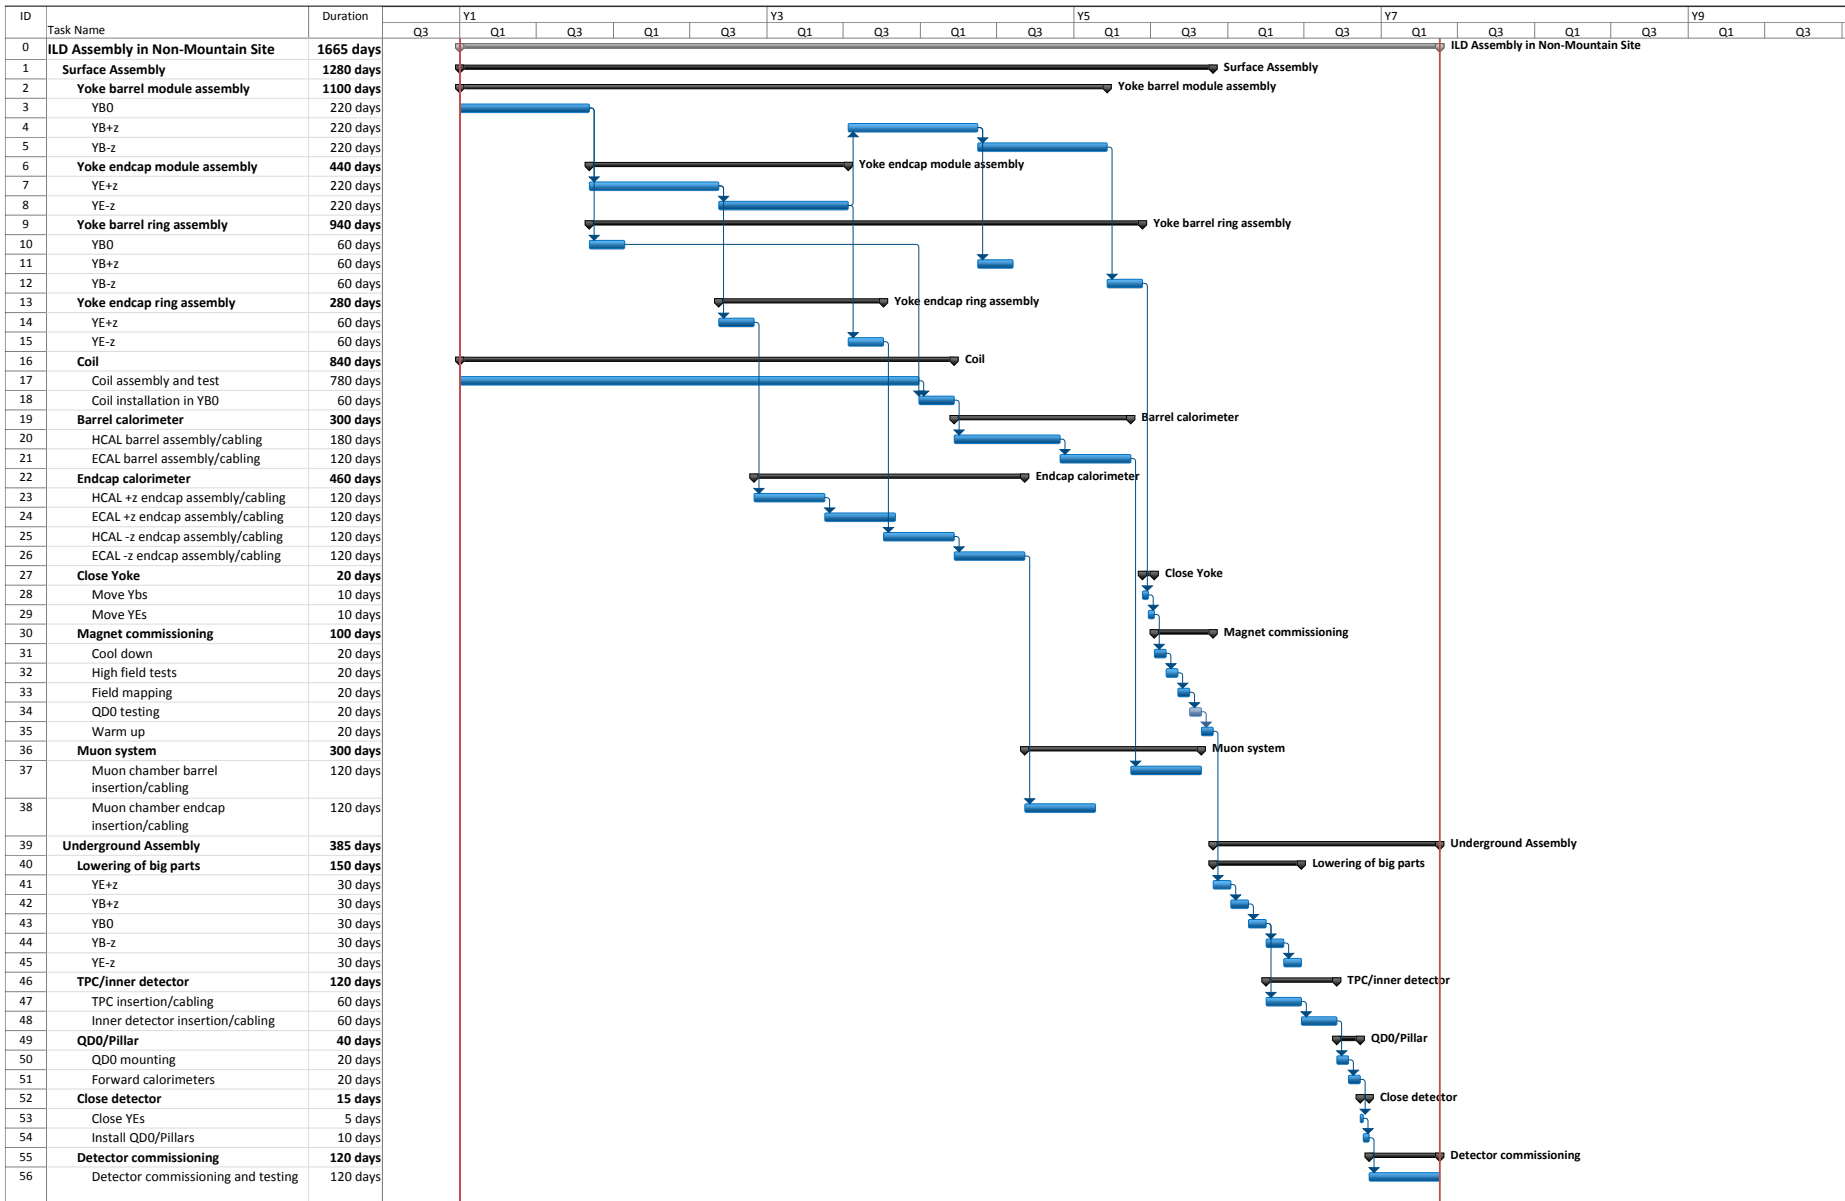 ID Task Name Duration Y1 Y3 Y5 Y7 Y9
Q3 Q1 Q3 Q1 Q3 Q1 Q3 Q1 Q3 Q1 Q3 Q1 Q3 Q1 Q3 Q1 Q3 Q1 Q3
0 ILD Assembly in Non-Mountain Site 1665 days ILD Assembly in Non-Mountain Site
1 Surface Assembly 1280 days Surface Assembly
2 Yoke barrel module assembly 1100 days Yoke barrel module assembly
3 YB0 220 days
4 YB+z 220 days
5 YB-z 220 days
6 Yoke endcap module assembly 440 days Yoke endcap module assembly
7 YE+z 220 days
8 YE-z 220 days
9 Yoke barrel ring assembly 940 days Yoke barrel ring assembly
10 YB0 60 days
11 YB+z 60 days
12 YB-z 60 days
13 Yoke endcap ring assembly 280 days Yoke endcap ring assembly
14 YE+z 60 days
15 YE-z 60 days
16 Coil 840 days Coil
17 Coil assembly and test 780 days
18 Coil installation in YB0 60 days
19 Barrel calorimeter 300 days Barrel calorimeter
20 HCAL barrel assembly/cabling 180 days
21 ECAL barrel assembly/cabling 120 days
22 Endcap calorimeter 460 days Endcap calorimeter
23 HCAL +z endcap assembly/cabling 120 days
24 ECAL +z endcap assembly/cabling 120 days
25 HCAL -z endcap assembly/cabling 120 days
26 ECAL -z endcap assembly/cabling 120 days
27 Close Yoke 20 days Close Yoke
28 Move Ybs 10 days
29 Move YEs 10 days
30 Magnet commissioning 100 days Magnet commissioning
31 Cool down 20 days
32 High field tests 20 days
33 Field mapping 20 days
34 QD0 testing 20 days
35 Warm up 20 days
36 Muon system 300 days Muon system
37 Muon chamber barrel 120 days
insertion/cabling
38 Muon chamber endcap 120 days
insertion/cabling
39 Underground Assembly 385 days Underground Assembly
40 Lowering of big parts 150 days Lowering of big parts
41 YE+z 30 days
42 YB+z 30 days
43 YB0 30 days
44 YB-z 30 days
45 YE-z 30 days
46 TPC/inner detector 120 days TPC/inner detector
47 TPC insertion/cabling 60 days
48 Inner detector insertion/cabling 60 days
49 QD0/Pillar 40 days QD0/Pillar
50 QD0 mounting 20 days
51 Forward calorimeters 20 days
52 Close detector 15 days Close detector
53 Close YEs 5 days
54 Install QD0/Pillars 10 days
55 Detector commissioning 120 days Detector commissioning
56 Detector commissioning and testing 120 days